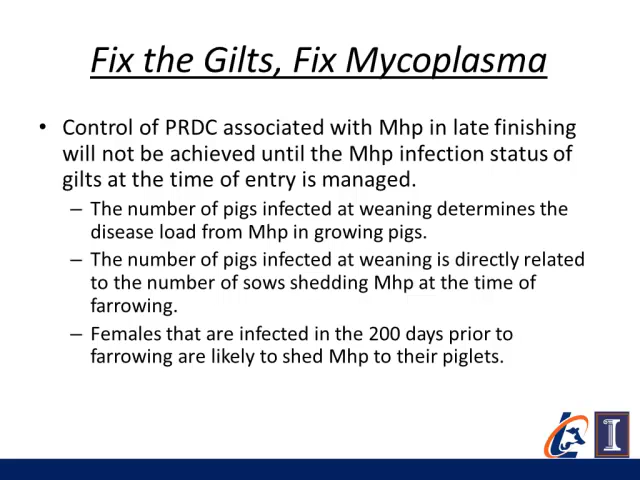 Fix the Gilts, Fix Mycoplasma
• Control of PRDC associated with Mhp in late finishing
will not be achieved until the Mhp infection status of
gilts at the time of entry is managed.
– The number of pigs infected at weaning determines the
disease load from Mhp in growing pigs.
– The number of pigs infected at weaning is directly related
to the number of sows shedding Mhp at the time of
farrowing.
– Females that are infected in the 200 days prior to
farrowing are likely to shed Mhp to their piglets.
I